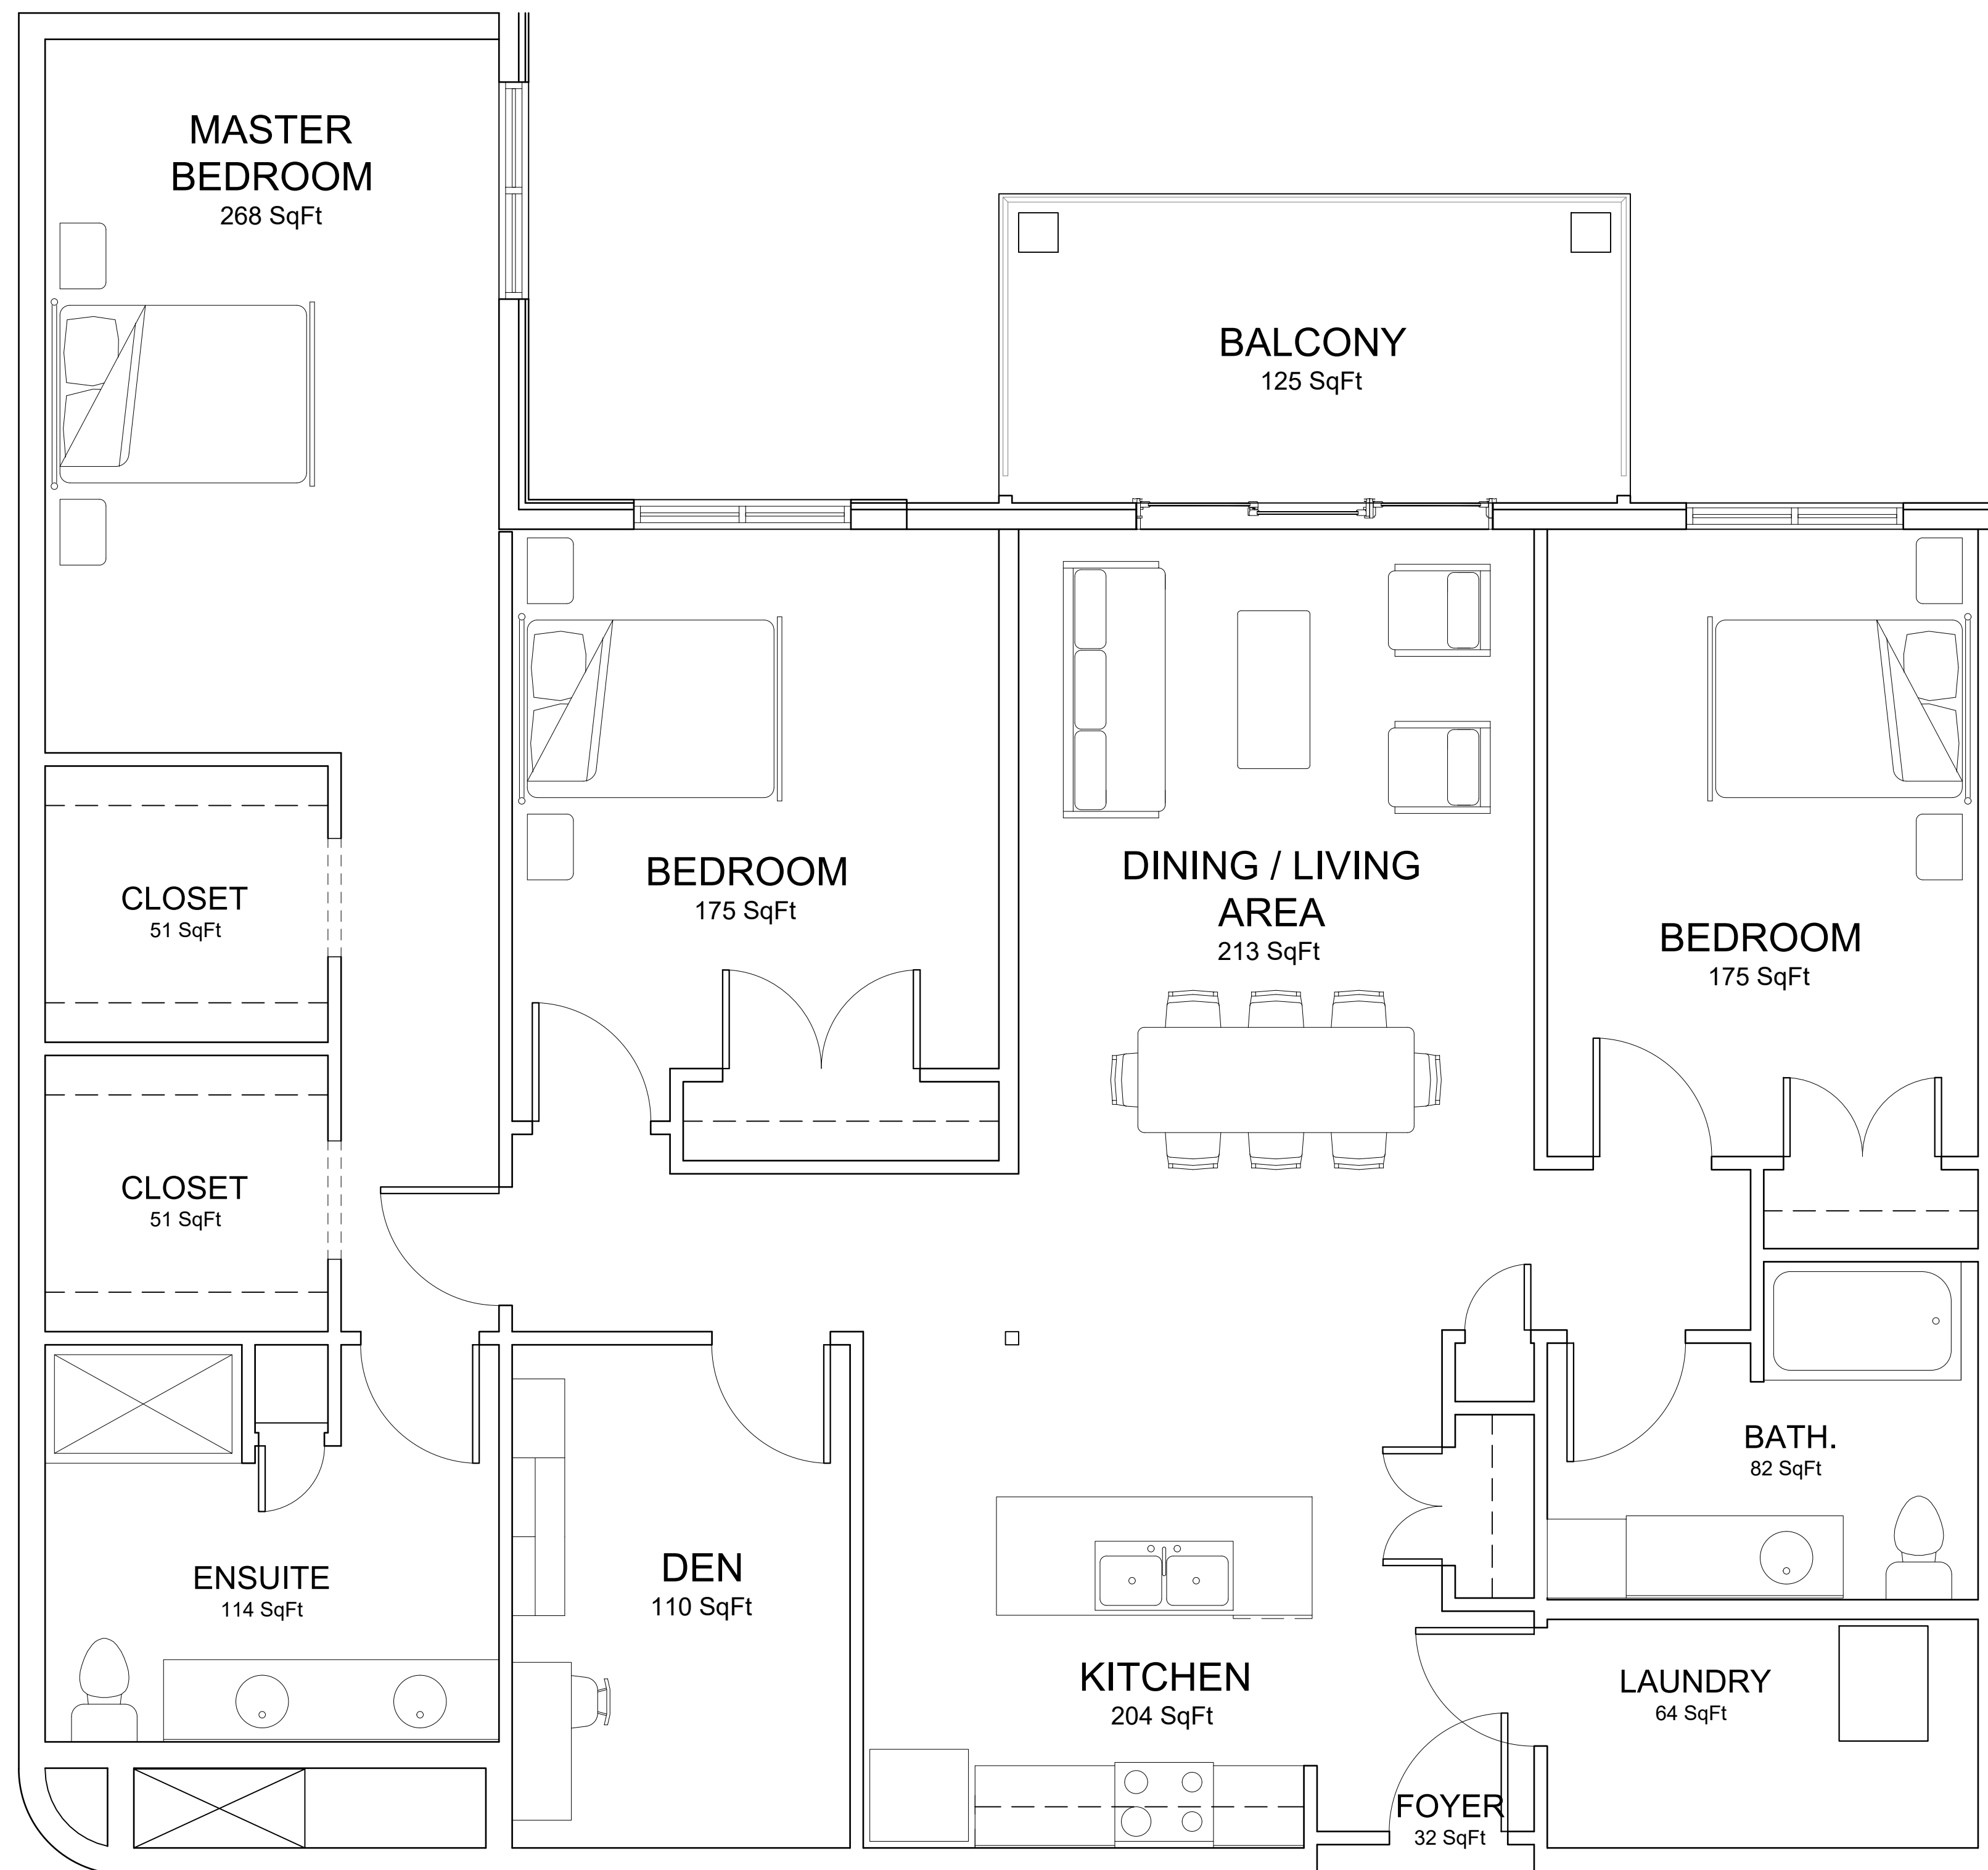 MASTER
BEDROOM
268 SqFt
BALCONY
125 SqFt
CLOSET
51 SqFt
BEDROOM
175 SqFt
DINING / LIVING
AREA
213 SqFt
BEDROOM
175 SqFt
CLOSET
51 SqFt
ENSUITE
114 SqFt
DEN
110 SqFt
KITCHEN
204 SqFt
BATH.
82 SqFt
LAUNDRY
64 SqFt
FOYER
32 SqFt